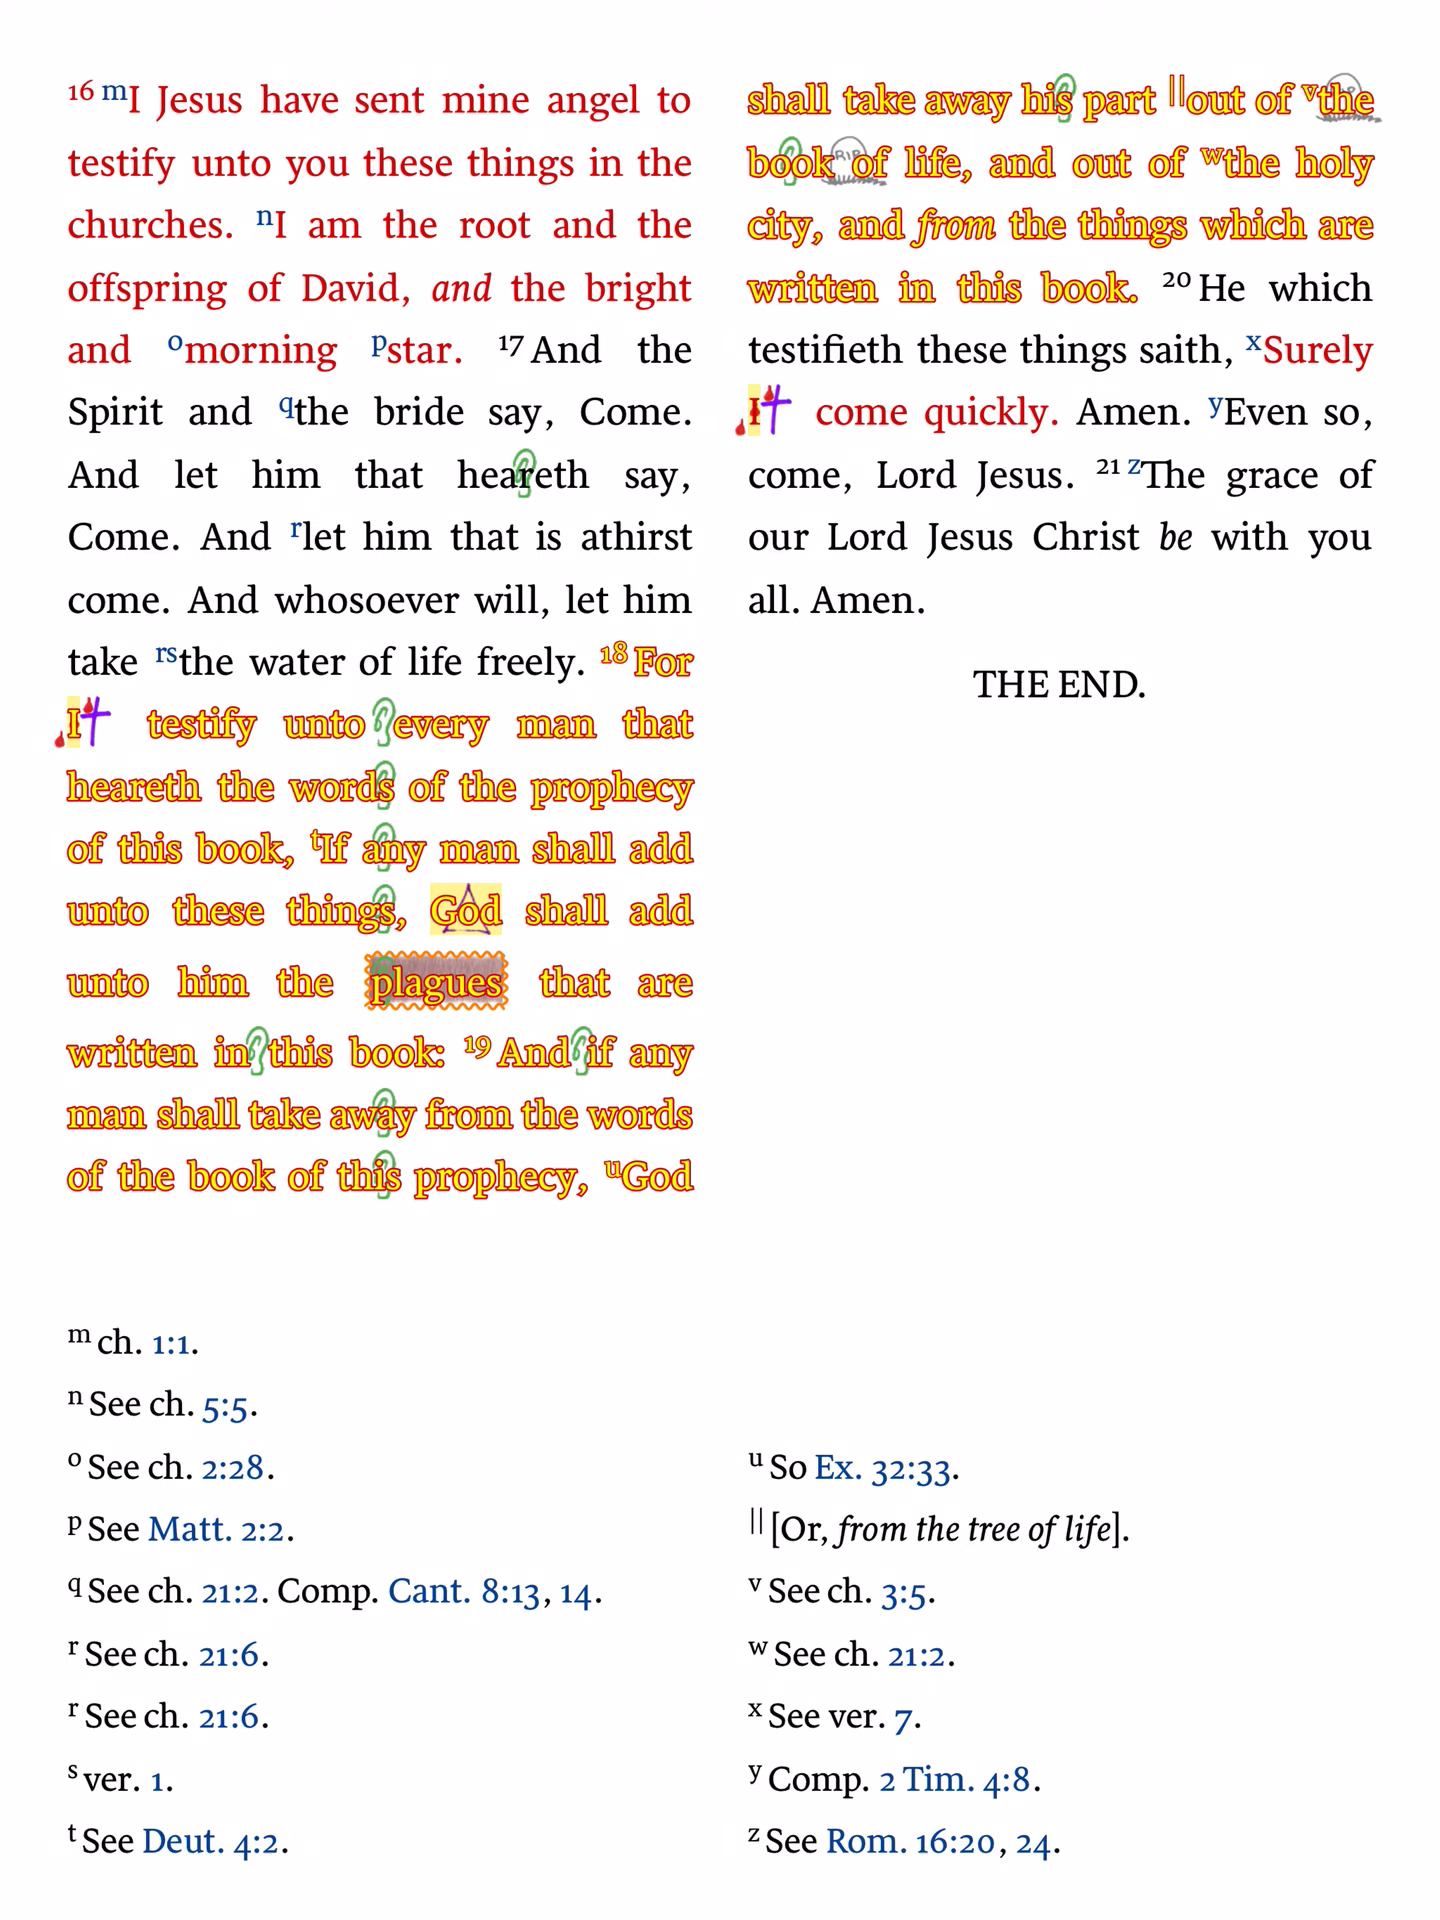 16 mI Jesus have sent mine angel to
testify unto you these things in the
churches. nI am the root and the
offspring of David, and the bright
and omorning pstar. 17 And the
Spirit and qthe bride say, Come.
And let him that heareth say,
Come. And rlet him that is athirst
come. And whosoever will, let him
take rsthe water of life freely. 18 For
I testify unto every man that
heareth the words of the prophecy
of this book, tIf any man shall add
unto these things, God shall add
unto him the plagues that are
written in this book: 19 And if any
man shall take away from the words
of the book of this prophecy, uGod
shall take away his part ||out of vthe
book of life, and out of wthe holy
city, and from the things which are
written in this book. 20 He which
testifieth these things saith, xSurely
I come quickly. Amen. yEven so,
come, Lord Jesus. 21 zThe grace of
our Lord Jesus Christ be with you
all. Amen.
THE END.
m ch. 1:1.
n See ch. 5:5.
o See ch. 2:28.
p See Matt. 2:2.
q See ch. 21:2. Comp. Cant. 8:13, 14.
r See ch. 21:6.
r See ch. 21:6.
s ver. 1.
t See Deut. 4:2.
u So Ex. 32:33.
|| [Or, from the tree of life].
v See ch. 3:5.
w See ch. 21:2.
x See ver. 7.
y Comp. 2 Tim. 4:8.
z See Rom. 16:20, 24.